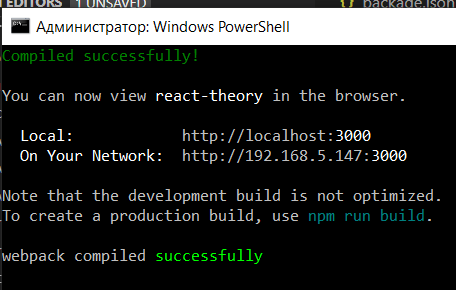 EDITORS 1 UNSAVED package.json
Администратор: Windows PowerShell
Compiled successfully!
You can now view react-theory in the browser.
Local: http://localhost:3000
On Your Network: http://192.168.5.147:3000
Note that the development build is not optimized.
To create a production build, use npm run build.
webpack compiled successfully